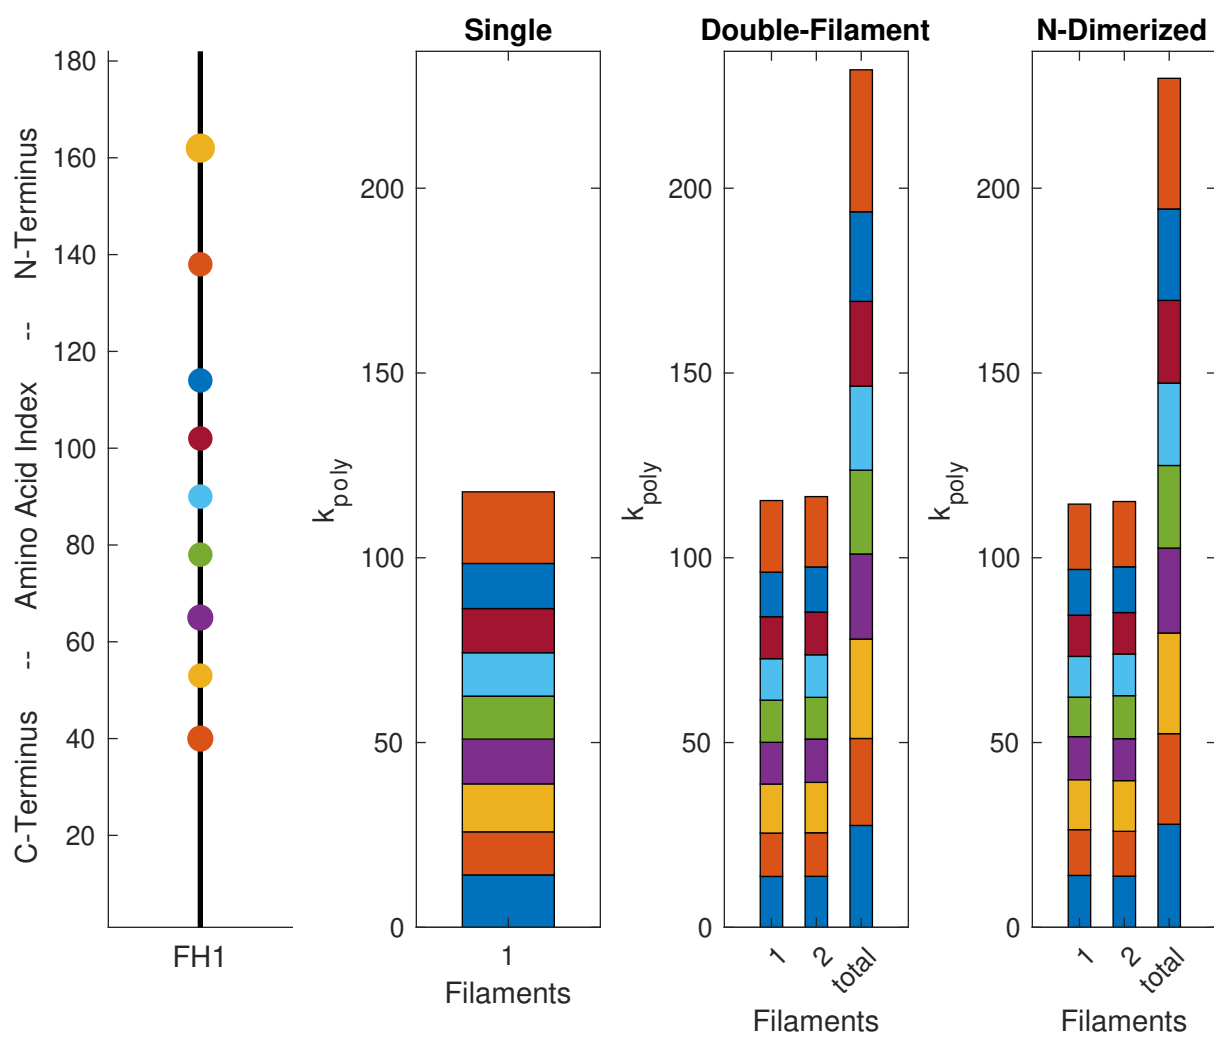 Single
Double-Filament
N-Dimerized
C-Terminus -- Amino Acid Index -- N-Terminus
180
160
140
120
100
80
60
40
20
FH1
k_poly
200
150
100
50
0
1
Filaments
k_poly
200
150
100
50
0
1
2
total
Filaments
k_poly
200
150
100
50
0
1
2
total
Filaments